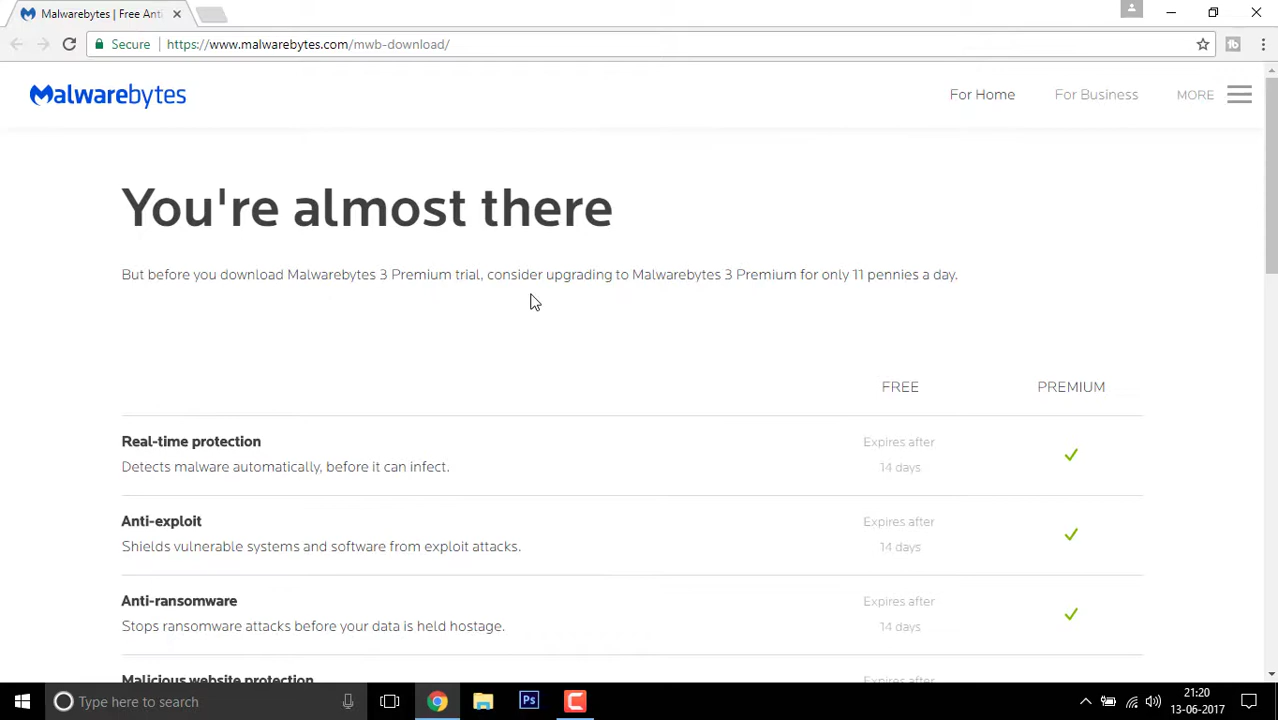 Malwarebytes | Free Anti
Secure https://www.malwarebytes.com/mwb-download/
Malwarebytes
For Home For Business MORE
You're almost there
But before you download Malwarebytes 3 Premium trial, consider upgrading to Malwarebytes 3 Premium for only 11 pennies a day.
FREE PREMIUM
Real-time protection
Detects malware automatically, before it can infect.
Expires after
14 days
Anti-exploit
Shields vulnerable systems and software from exploit attacks.
Expires after
14 days
Anti-ransomware
Stops ransomware attacks before your data is held hostage.
Expires after
14 days
Malicious website protection
Expires after
Type here to search
Ps
21:20
13-06-2017